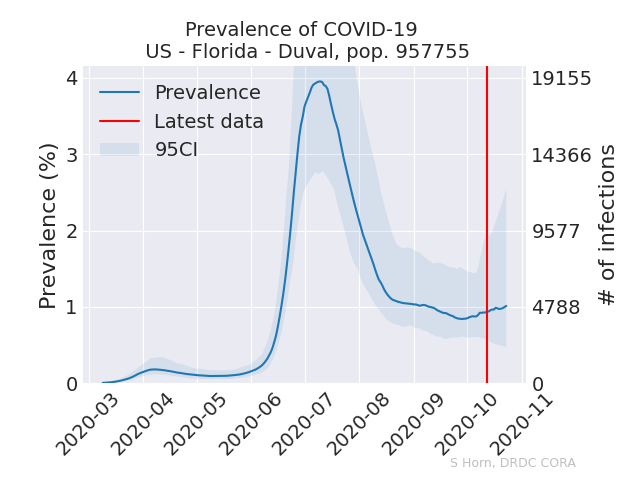 Prevalence of COVID-19
US - Florida - Duval, pop. 957755
Prevalence
Latest data
95CI
Prevalence (%)
4
3
2
1
0
19155
14366
9577
4788
0
# of infections
2020-03
2020-04
2020-05
2020-06
2020-07
2020-08
2020-09
2020-10
2020-11
S Horn, DRDC CORA